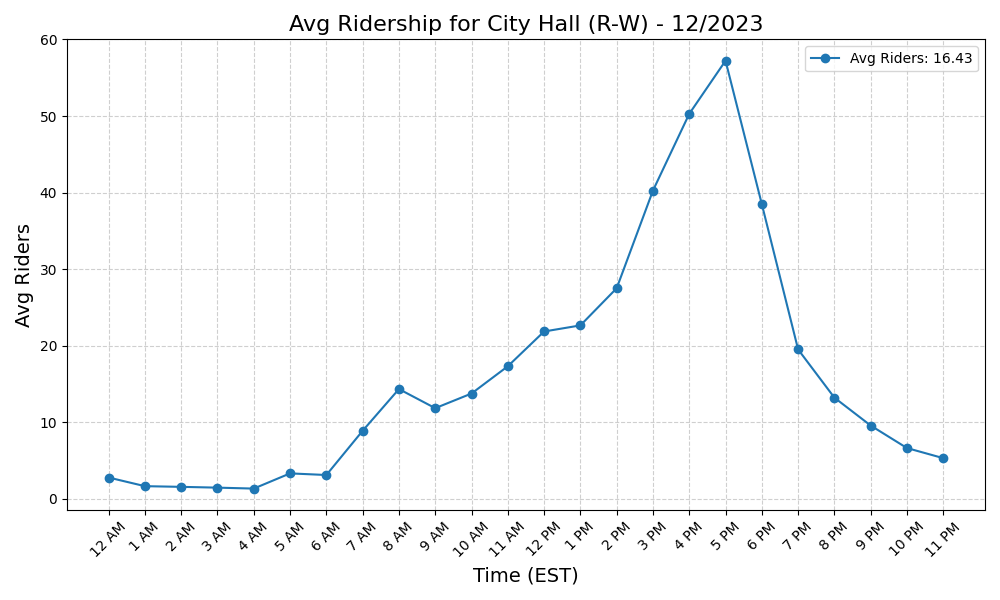 Avg Ridership for City Hall (R-W) - 12/2023
Avg Riders: 16.43
Avg Riders
60
50
40
30
20
10
0
12 AM
1 AM
2 AM
3 AM
4 AM
5 AM
6 AM
7 AM
8 AM
9 AM
10 AM
11 AM
12 PM
1 PM
2 PM
3 PM
4 PM
5 PM
6 PM
7 PM
8 PM
9 PM
10 PM
11 PM
Time (EST)